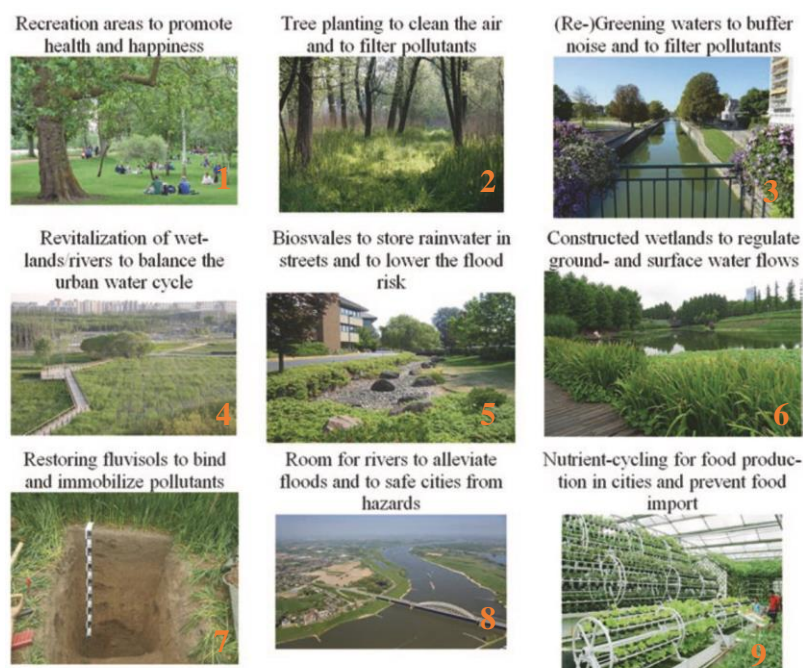 Recreation areas to promote
health and happiness
Tree planting to clean the air
and to filter pollutants
(Re-)Greening waters to buffer
noise and to filter pollutants
1
2
3
Revitalization of wet-
lands/rivers to balance the
urban water cycle
Bioswales to store rainwater in
streets and to lower the flood
risk
Constructed wetlands to regulate
ground- and surface water flows
4
5
6
Restoring fluvisols to bind
and immobilize pollutants
Room for rivers to alleviate
floods and to safe cities from
hazards
Nutrient-cycling for food produc-
tion in cities and prevent food
import
7
8
9